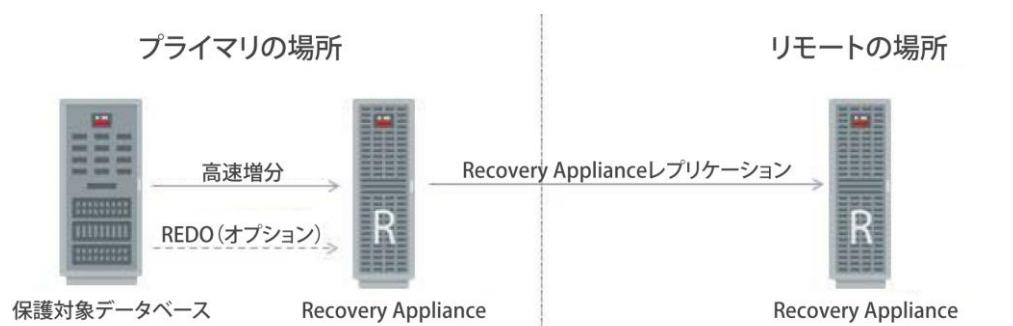 プライマリの場所
リモートの場所
高速増分
Recovery Applianceレプリケーション
REDO（オプション）
R
R
保護対象データベース
Recovery Appliance
Recovery Appliance